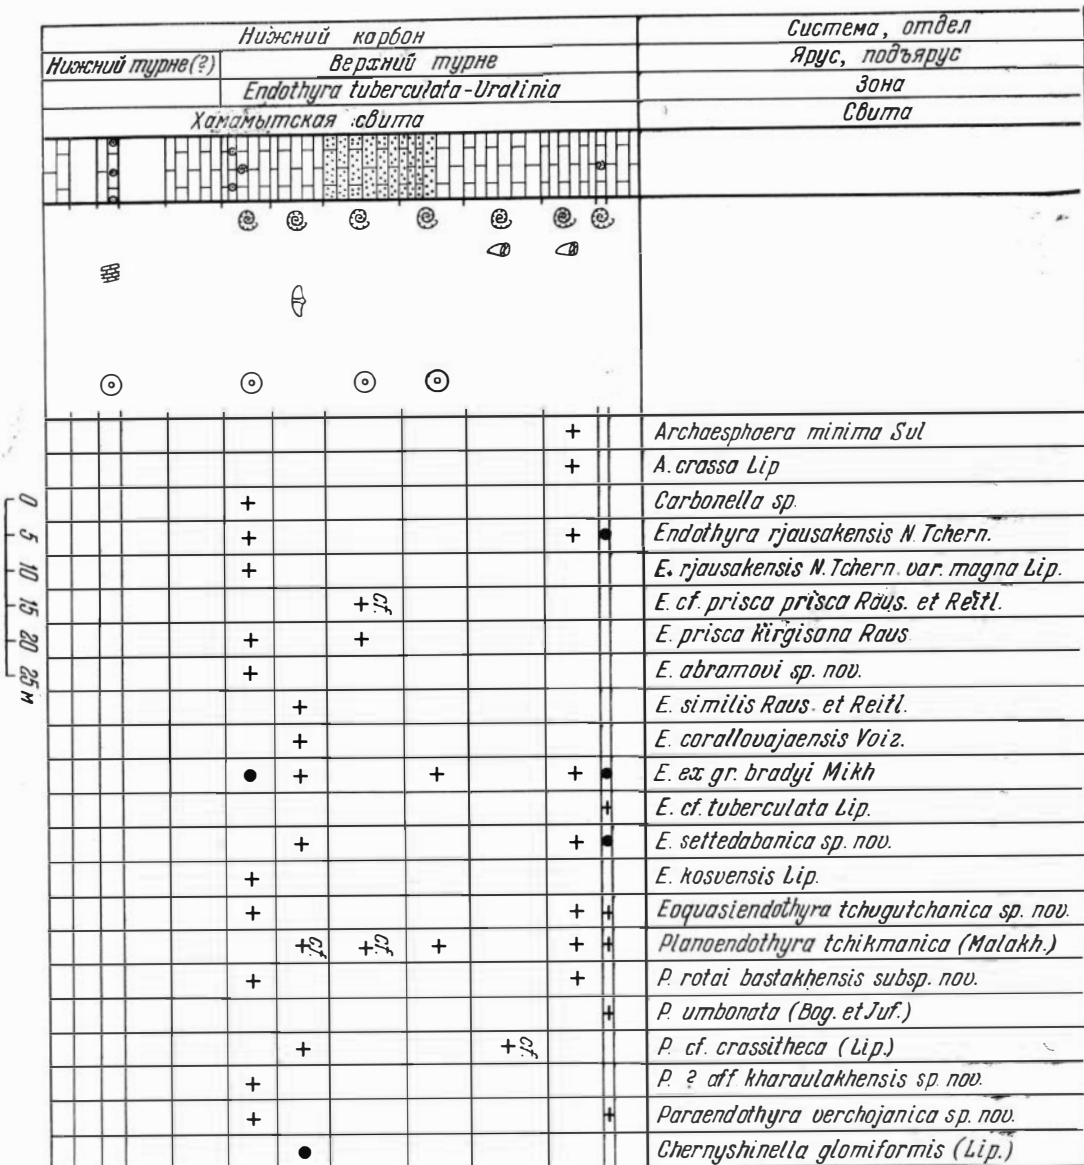 Нижний карбон
Система, отдел
Нижний турне(?)
Верхний турне
Ярус, подъярус
Endothyra tuberculata-Uralinia
Зона
Хамамытская свита
Свита
Archaesphaera minima Sul
A. crassa Lip
Carbonella sp.
Endothyra rjausakensis N. Tchern.
E. rjausakensis N. Tchern. var. magna Lip.
cf.
E. cf. prisca prisca Raus. et Reitl.
E. prisca kirgisana Raus
E. abramovi sp. nov.
E. similis Raus. et Reitl.
E. corallovajaensis Voiz.
E. ex gr. bradyi Mikh
E. cf. tuberculata Lip.
E. settedabanica sp. nov.
E. kosvensis Lip.
Eoquasiendothyra tchugutchanica sp. nov.
cf. cf.
Planoendothyra tchikmanica (Malakh.)
P. rotai bastakhensis subsp. nov.
P. umbonata (Bog. et Juf.)
cf.
P. cf. crassitheca (Lip.)
P. ? aff kharaulakhensis sp. nov.
Paraendothyra verchojanica sp. nov.
Chernyshinella glomiformis (Lip.)
0 5 10 15 20 25 м